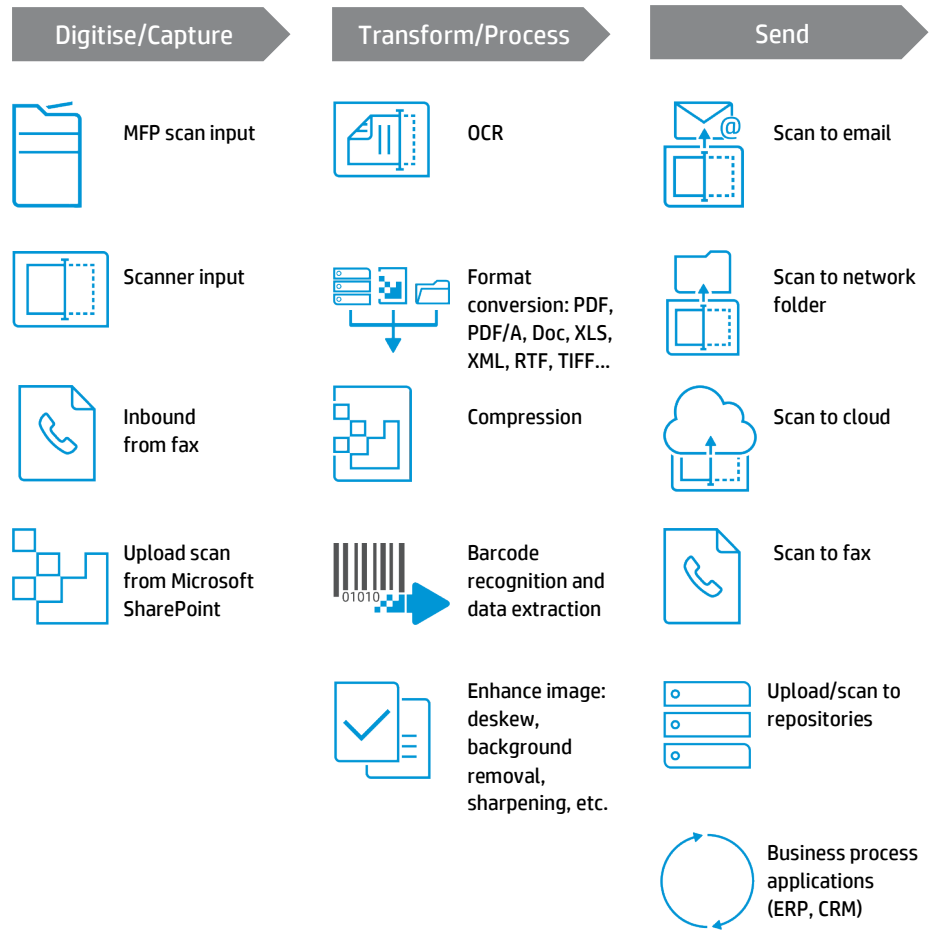 Digitise/Capture
MFP scan input
Scanner input
Inbound
from fax
Upload scan
from Microsoft
SharePoint
Transform/Process
OCR
Format
conversion: PDF,
PDF/A, Doc, XLS,
XML, RTF, TIFF...
Compression
01010
Barcode
recognition and
data extraction
Enhance image:
deskew,
background
removal,
sharpening, etc.
Send
@
Scan to email
Scan to network
folder
Scan to cloud
Scan to fax
Upload/scan to
repositories
Business process
applications
(ERP, CRM)